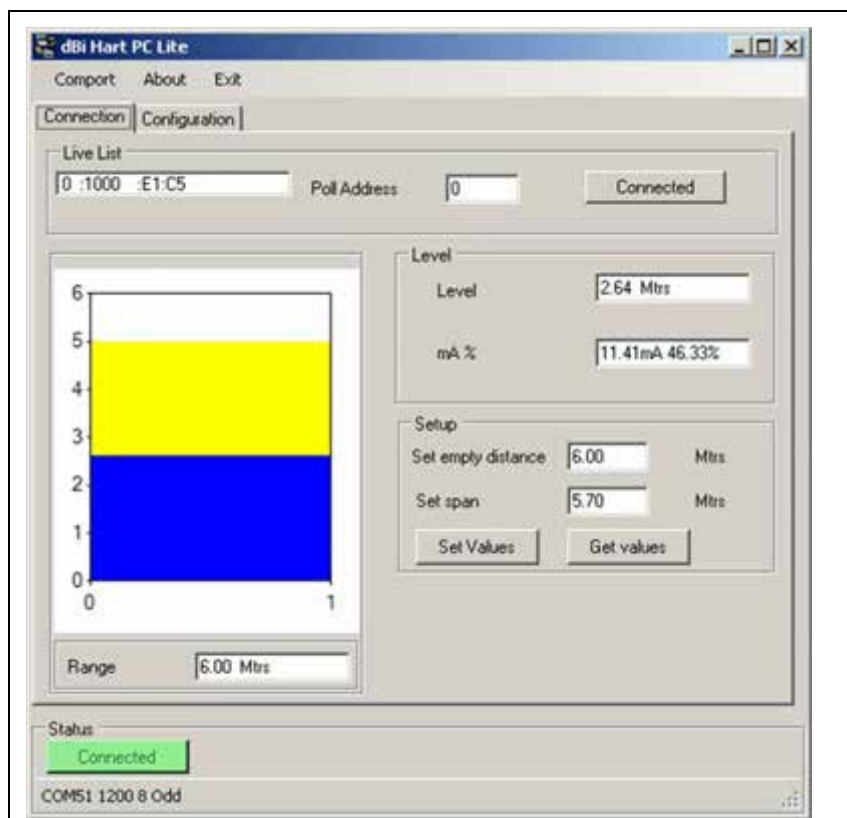 dBi Hart PC Lite
Comport About Exit
Connection Configuration
Live List
0 :1000 :E1:C5 Poll Address 0 Connected
Level
Level 2.64 Mtrs
mA % 11.41mA 46.33%
6
5
4
3
2
1
0
0 1
Range 6.00 Mtrs
Setup
Set empty distance 6.00 Mtrs
Set span 5.70 Mtrs
Set Values Get values
Status
Connected
COM51 1200 8 Odd